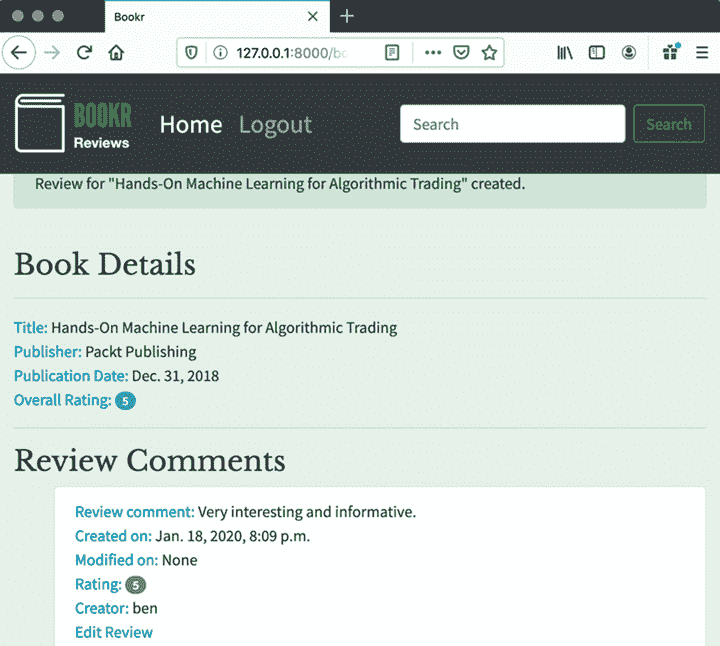 Bookr
127.0.0.1:8000/bo
BOOKR
Reviews
Home
Logout
Search
Search
Review for "Hands-On Machine Learning for Algorithmic Trading" created.
Book Details
Title: Hands-On Machine Learning for Algorithmic Trading
Publisher: Packt Publishing
Publication Date: Dec. 31, 2018
Overall Rating: 5
Review Comments
Review comment: Very interesting and informative.
Created on: Jan. 18, 2020, 8:09 p.m.
Modified on: None
Rating: 5
Creator: ben
Edit Review